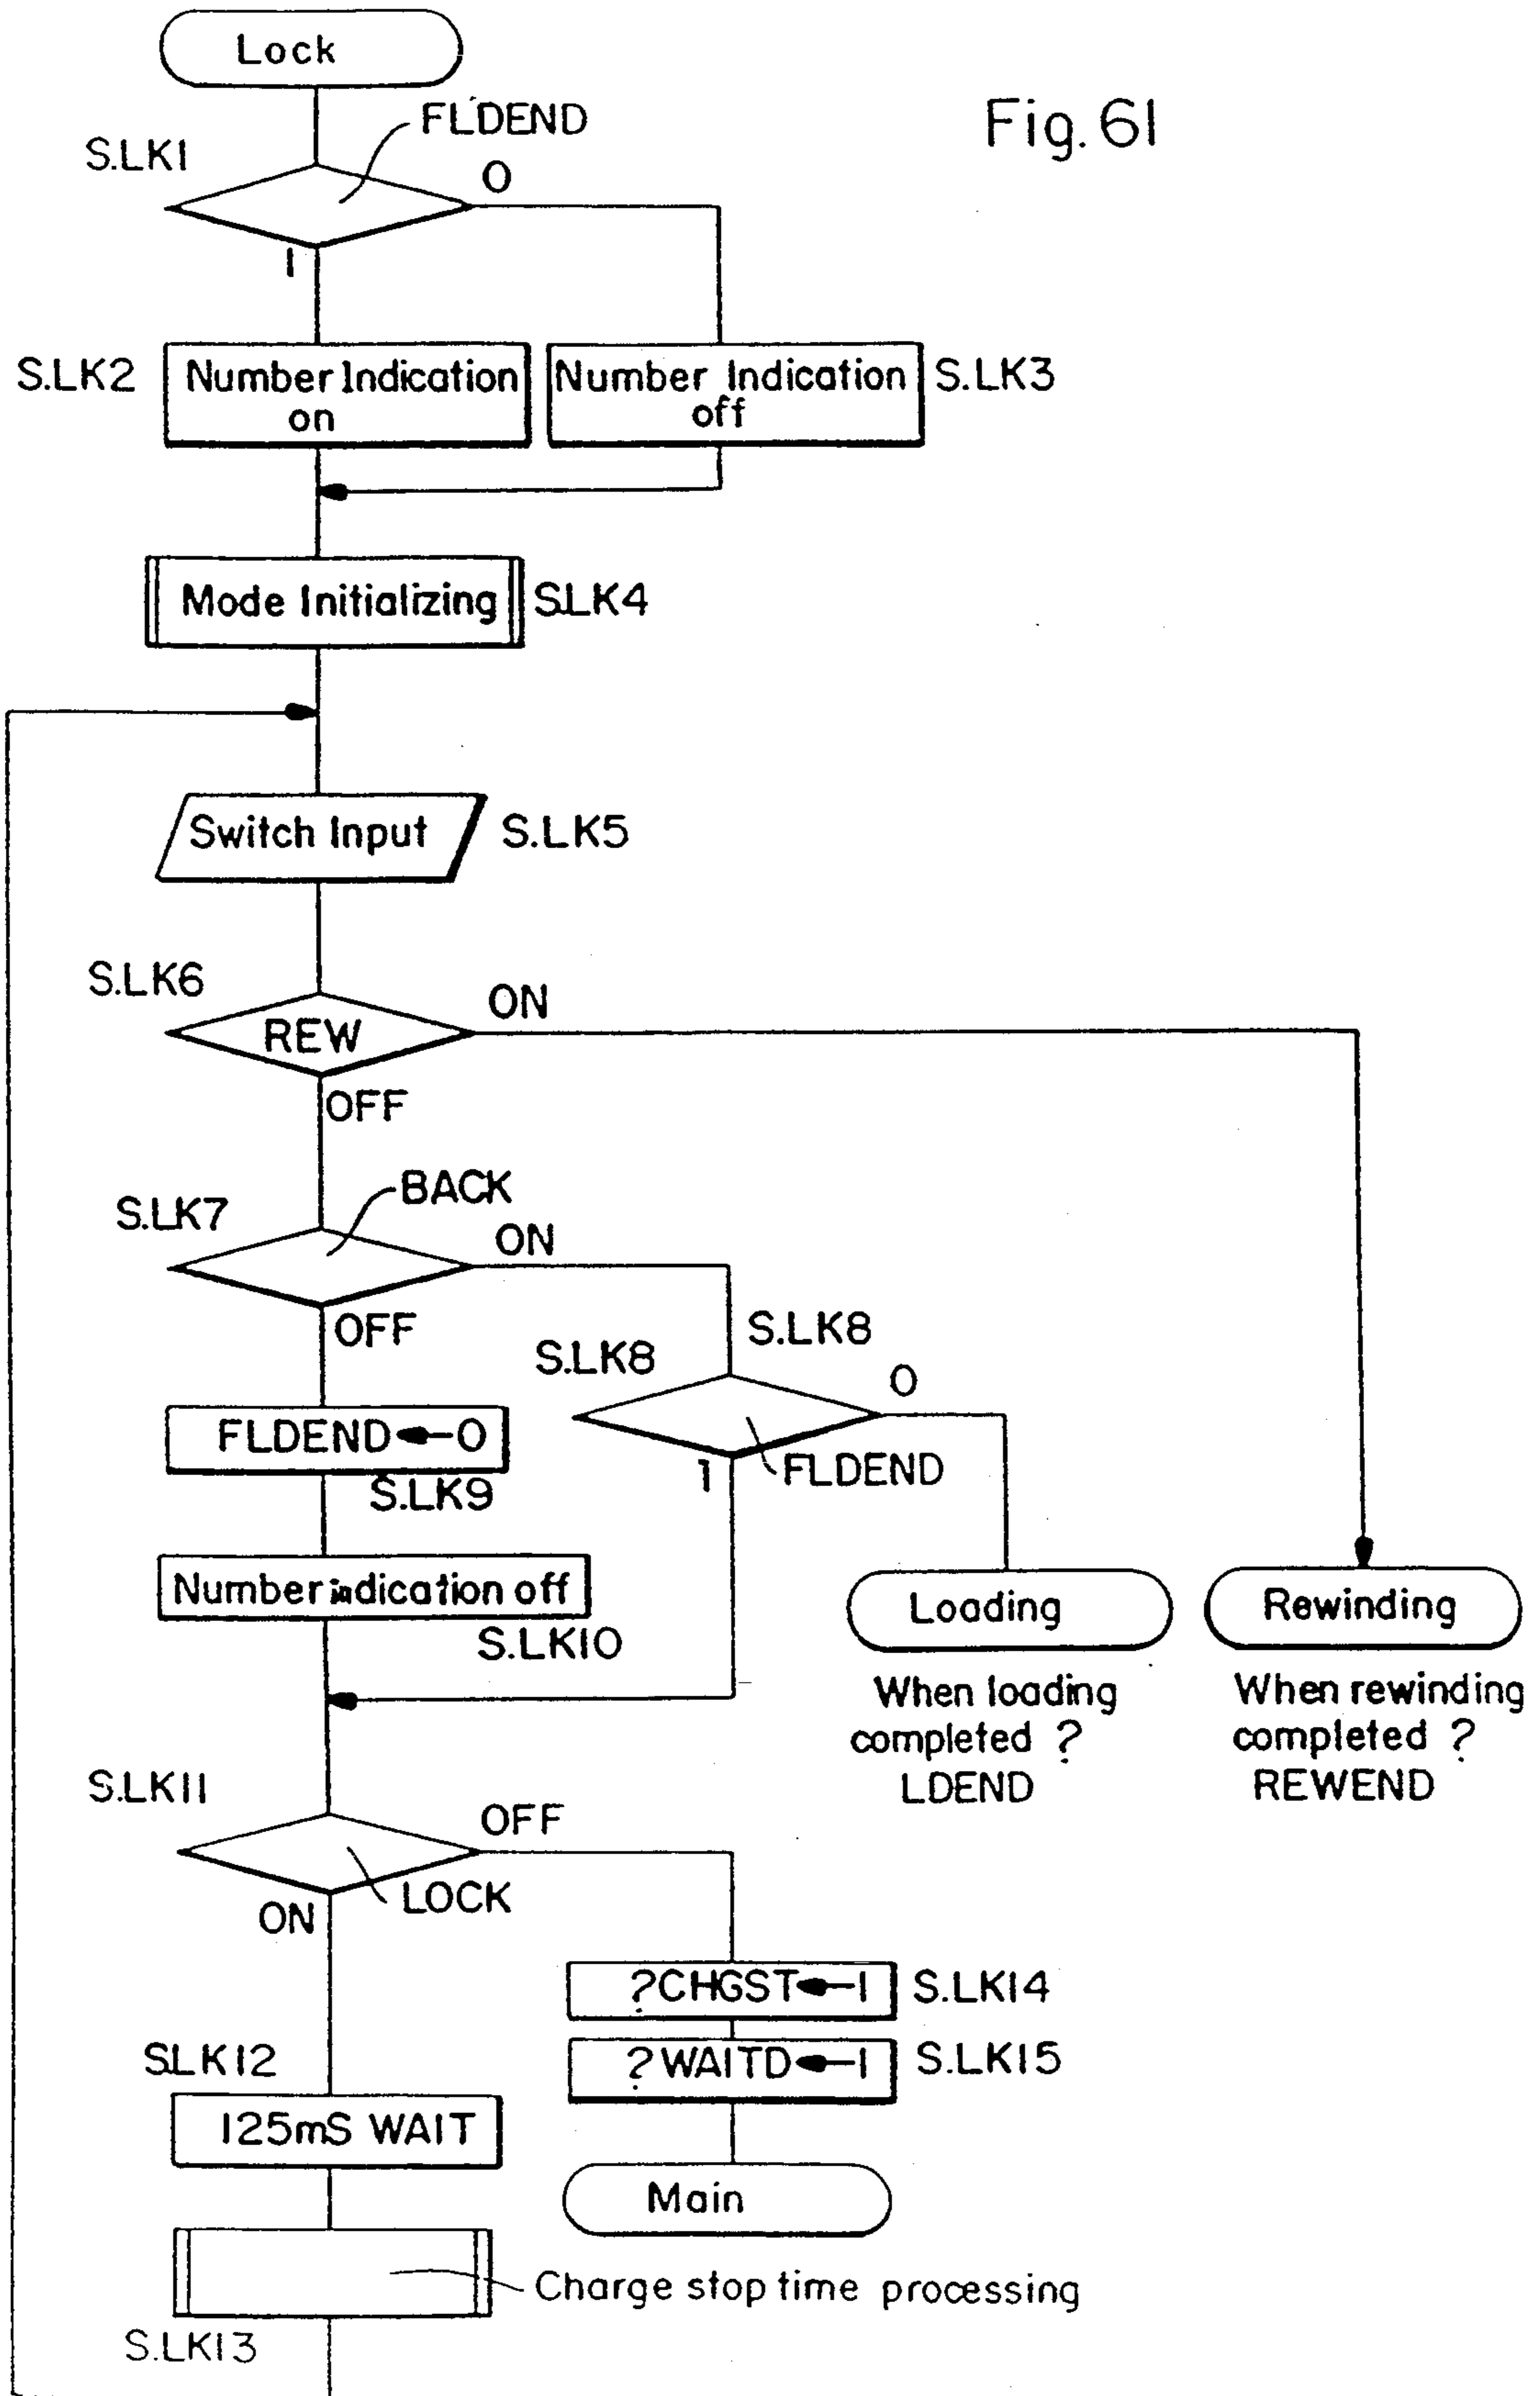 Lock
Fig. 61
FLDEND
S.LK1
0
1
S.LK2
Number Indication
on
Number Indication
off
S.LK3
Mode Initializing
S.LK4
Switch Input
S.LK5
S.LK6
REW
ON
OFF
BACK
S.LK7
ON
OFF
S.LK8
S.LK8
0
FLDEND
1
FLDEND←0
S.LK9
Number indication off
S.LK10
Loading
Rewinding
When loading
completed ?
LDEND
When rewinding
completed ?
REWEND
S.LK11
OFF
LOCK
ON
?CHGST←1
S.LK14
?WAITD←1
S.LK15
S.LK12
125mS WAIT
Main
Charge stop time processing
S.LK13